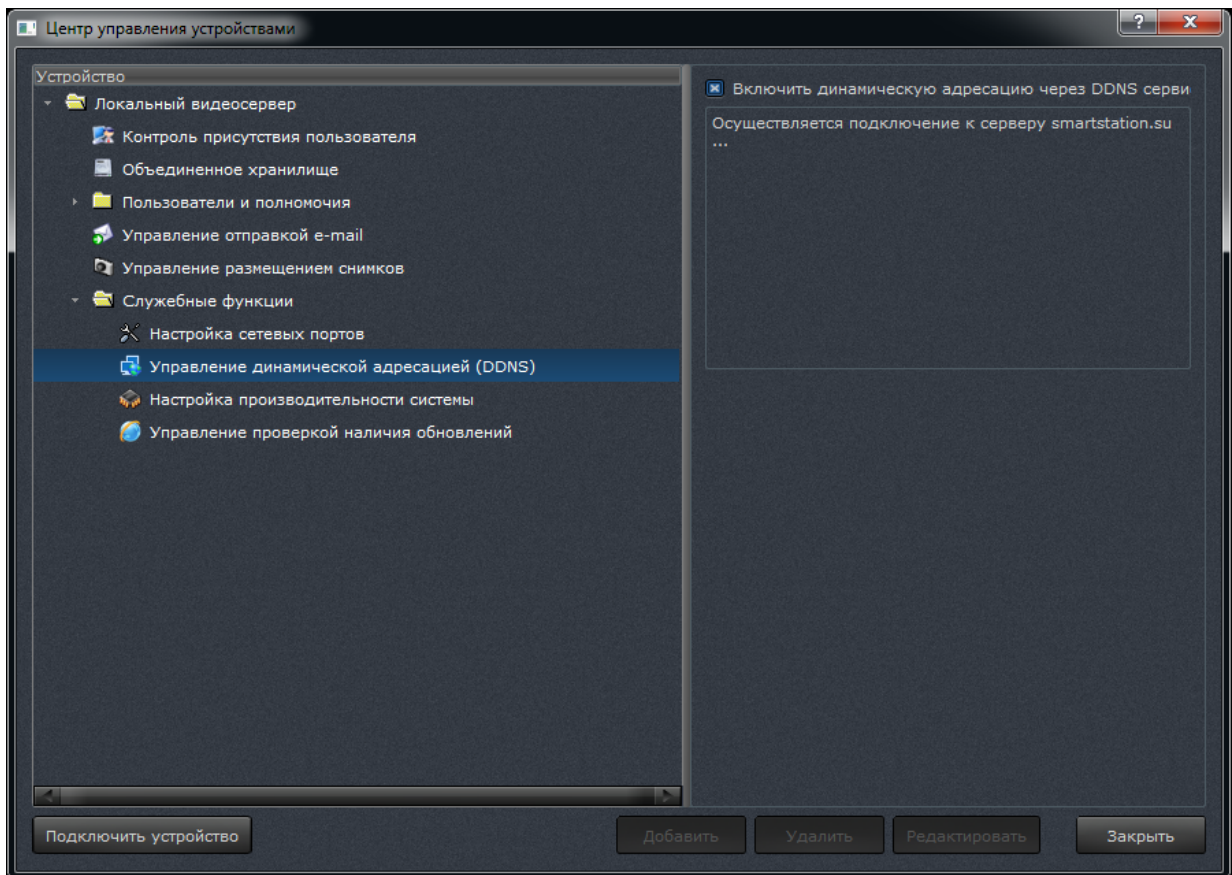 Центр управления устройствами
?
X
Устройство
Локальный видеосервер
Контроль присутствия пользователя
Объединенное хранилище
Пользователи и полномочия
Управление отправкой e-mail
Управление размещением снимков
Служебные функции
Настройка сетевых портов
Управление динамической адресацией (DDNS)
Настройка производительности системы
Управление проверкой наличия обновлений
Включить динамическую адресацию через DDNS серви
Осуществляется подключение к серверу smartstation.su
...
Подключить устройство
Добавить
Удалить
Редактировать
Закрыть